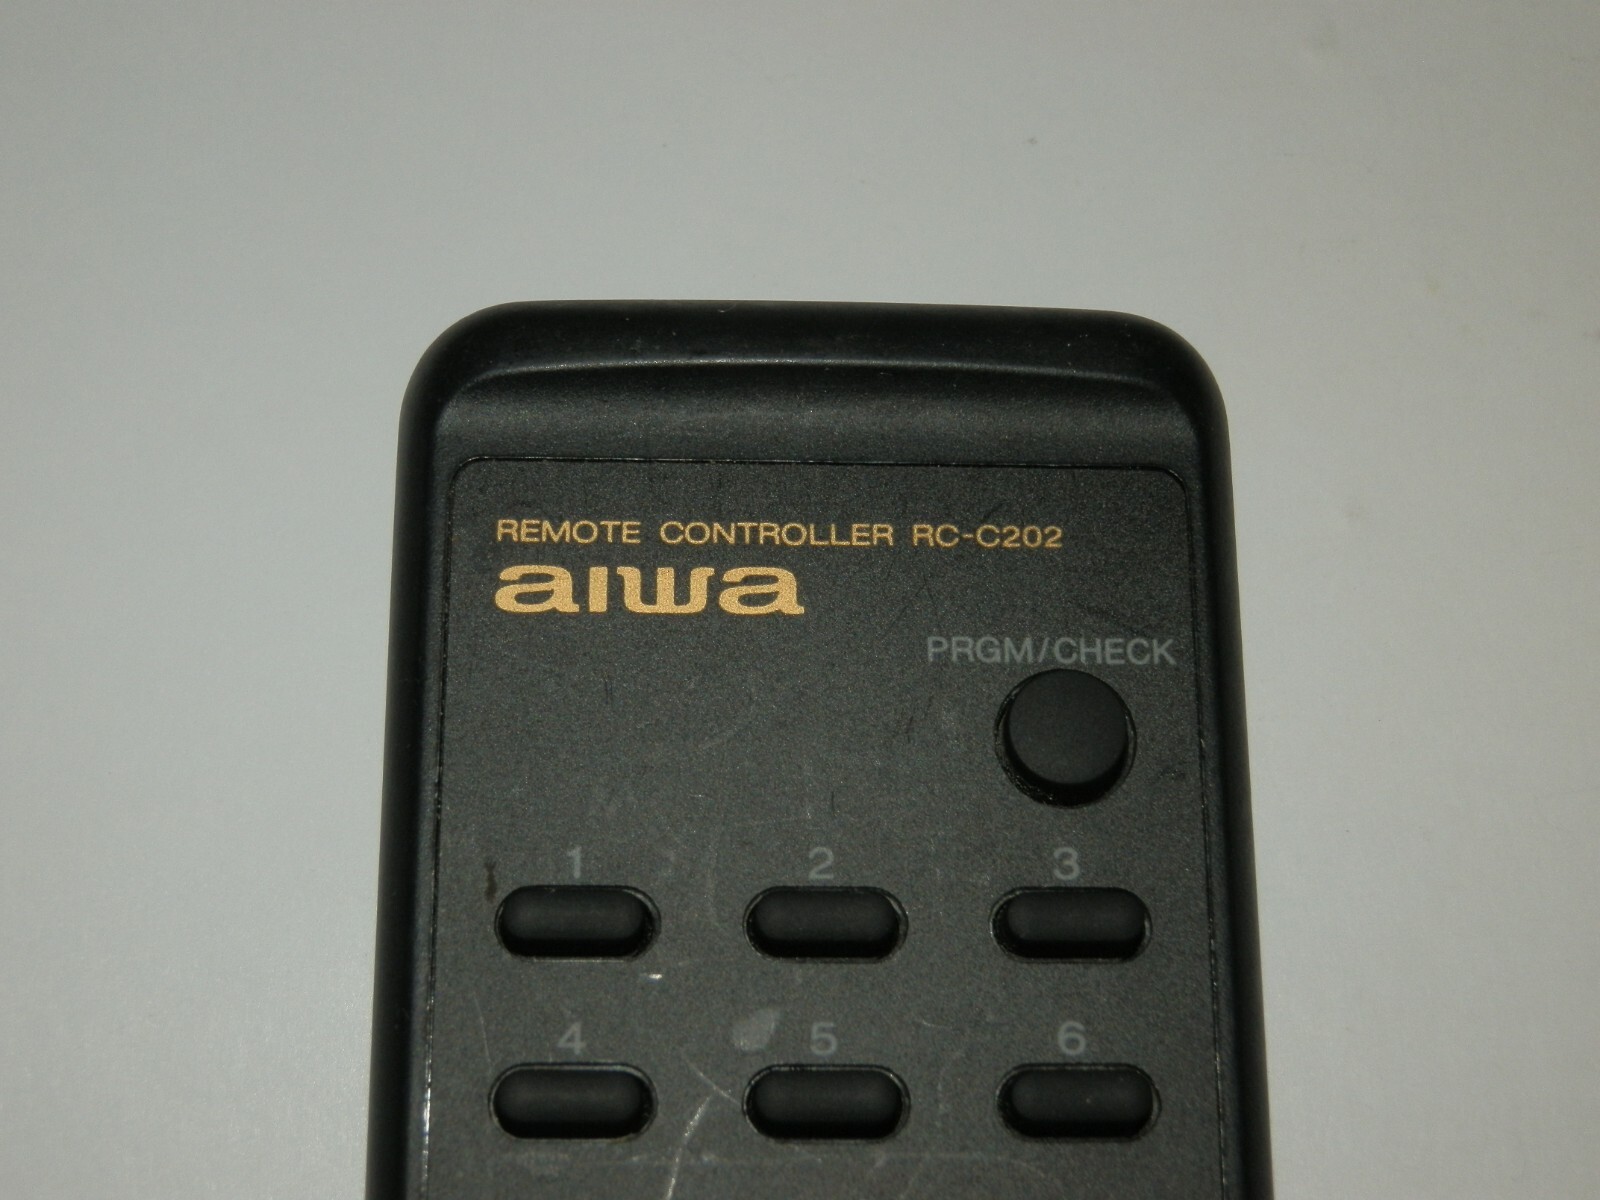 REMOTE CONTROLLER RC-C202
aiwa
PRGM/CHECK
1 2 3
4 5 6